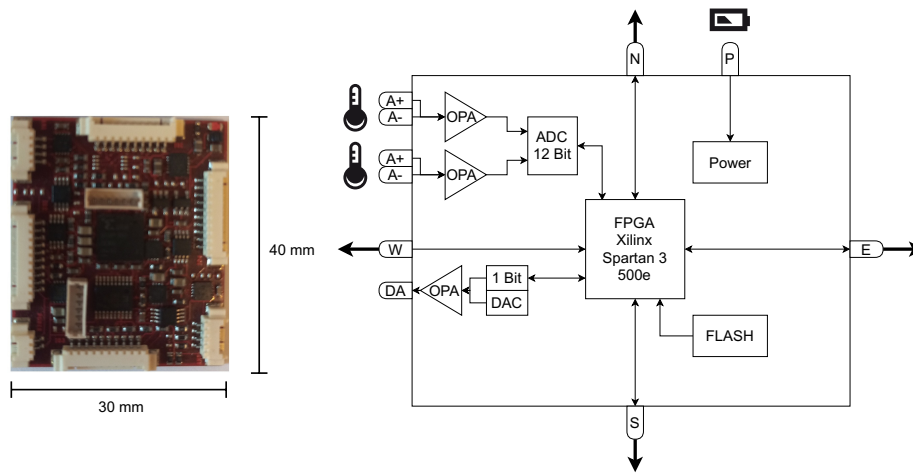 40 mm
30 mm
N
P
A+
A-
OPA
ADC
12 Bit
A+
A-
OPA
Power
FPGA
Xilinx
Spartan 3
500e
W
E
DA
OPA
1 Bit
DAC
FLASH
S